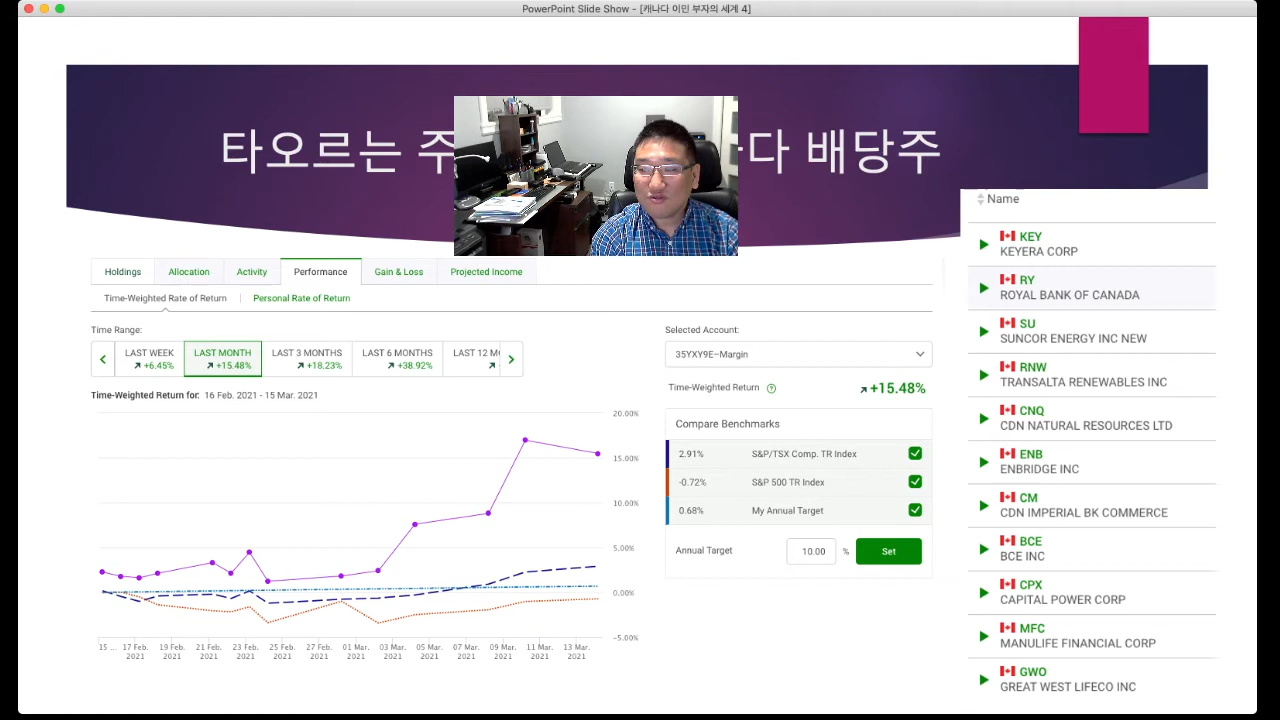 PowerPoint Slide Show - [캐나다 이민 부자의 세계 4]
타오르는 주
다 배당주
Holdings Allocation Activity Performance Gain & Loss Projected Income
Time-Weighted Rate of Return Personal Rate of Return
Time Range:
LAST WEEK LAST MONTH LAST 3 MONTHS LAST 6 MONTHS LAST 12
+6.45% +15.48% +18.23% +38.92%
Time-Weighted Return for: 16 Feb. 2021 - 15 Mar. 2021
20.00%
15.00%
10.00%
5.00%
0.00%
-5.00%
15 ... 17 Feb. 19 Feb. 21 Feb. 23 Feb. 25 Feb. 27 Feb. 01 Mar. 03 Mar. 05 Mar. 07 Mar. 09 Mar. 11 Mar. 13 Mar.
2021 2021 2021 2021 2021 2021 2021 2021 2021 2021 2021 2021 2021
Selected Account:
35YXY9E-Margin
Time-Weighted Return ? +15.48%
Compare Benchmarks
2.91% S&P/TSX Comp. TR Index
-0.72% S&P 500 TR Index
0.68% My Annual Target
Annual Target 10.00 % Set
Name
KEY
KEYERA CORP
RY
ROYAL BANK OF CANADA
SU
SUNCOR ENERGY INC NEW
RNW
TRANSALTA RENEWABLES INC
CNQ
CDN NATURAL RESOURCES LTD
ENB
ENBRIDGE INC
CM
CDN IMPERIAL BK COMMERCE
BCE
BCE INC
CPX
CAPITAL POWER CORP
MFC
MANULIFE FINANCIAL CORP
GWO
GREAT WEST LIFECO INC